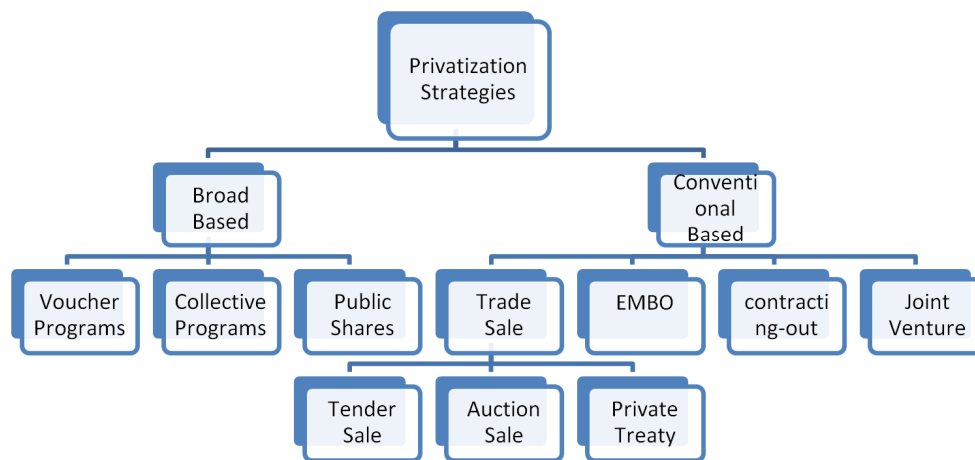 Privatization
Strategies
Broad
Based
Conventi
onal
Based
Voucher
Programs
Collective
Programs
Public
Shares
Trade
Sale
EMBO
contracti
ng-out
Joint
Venture
Tender
Sale
Auction
Sale
Private
Treaty